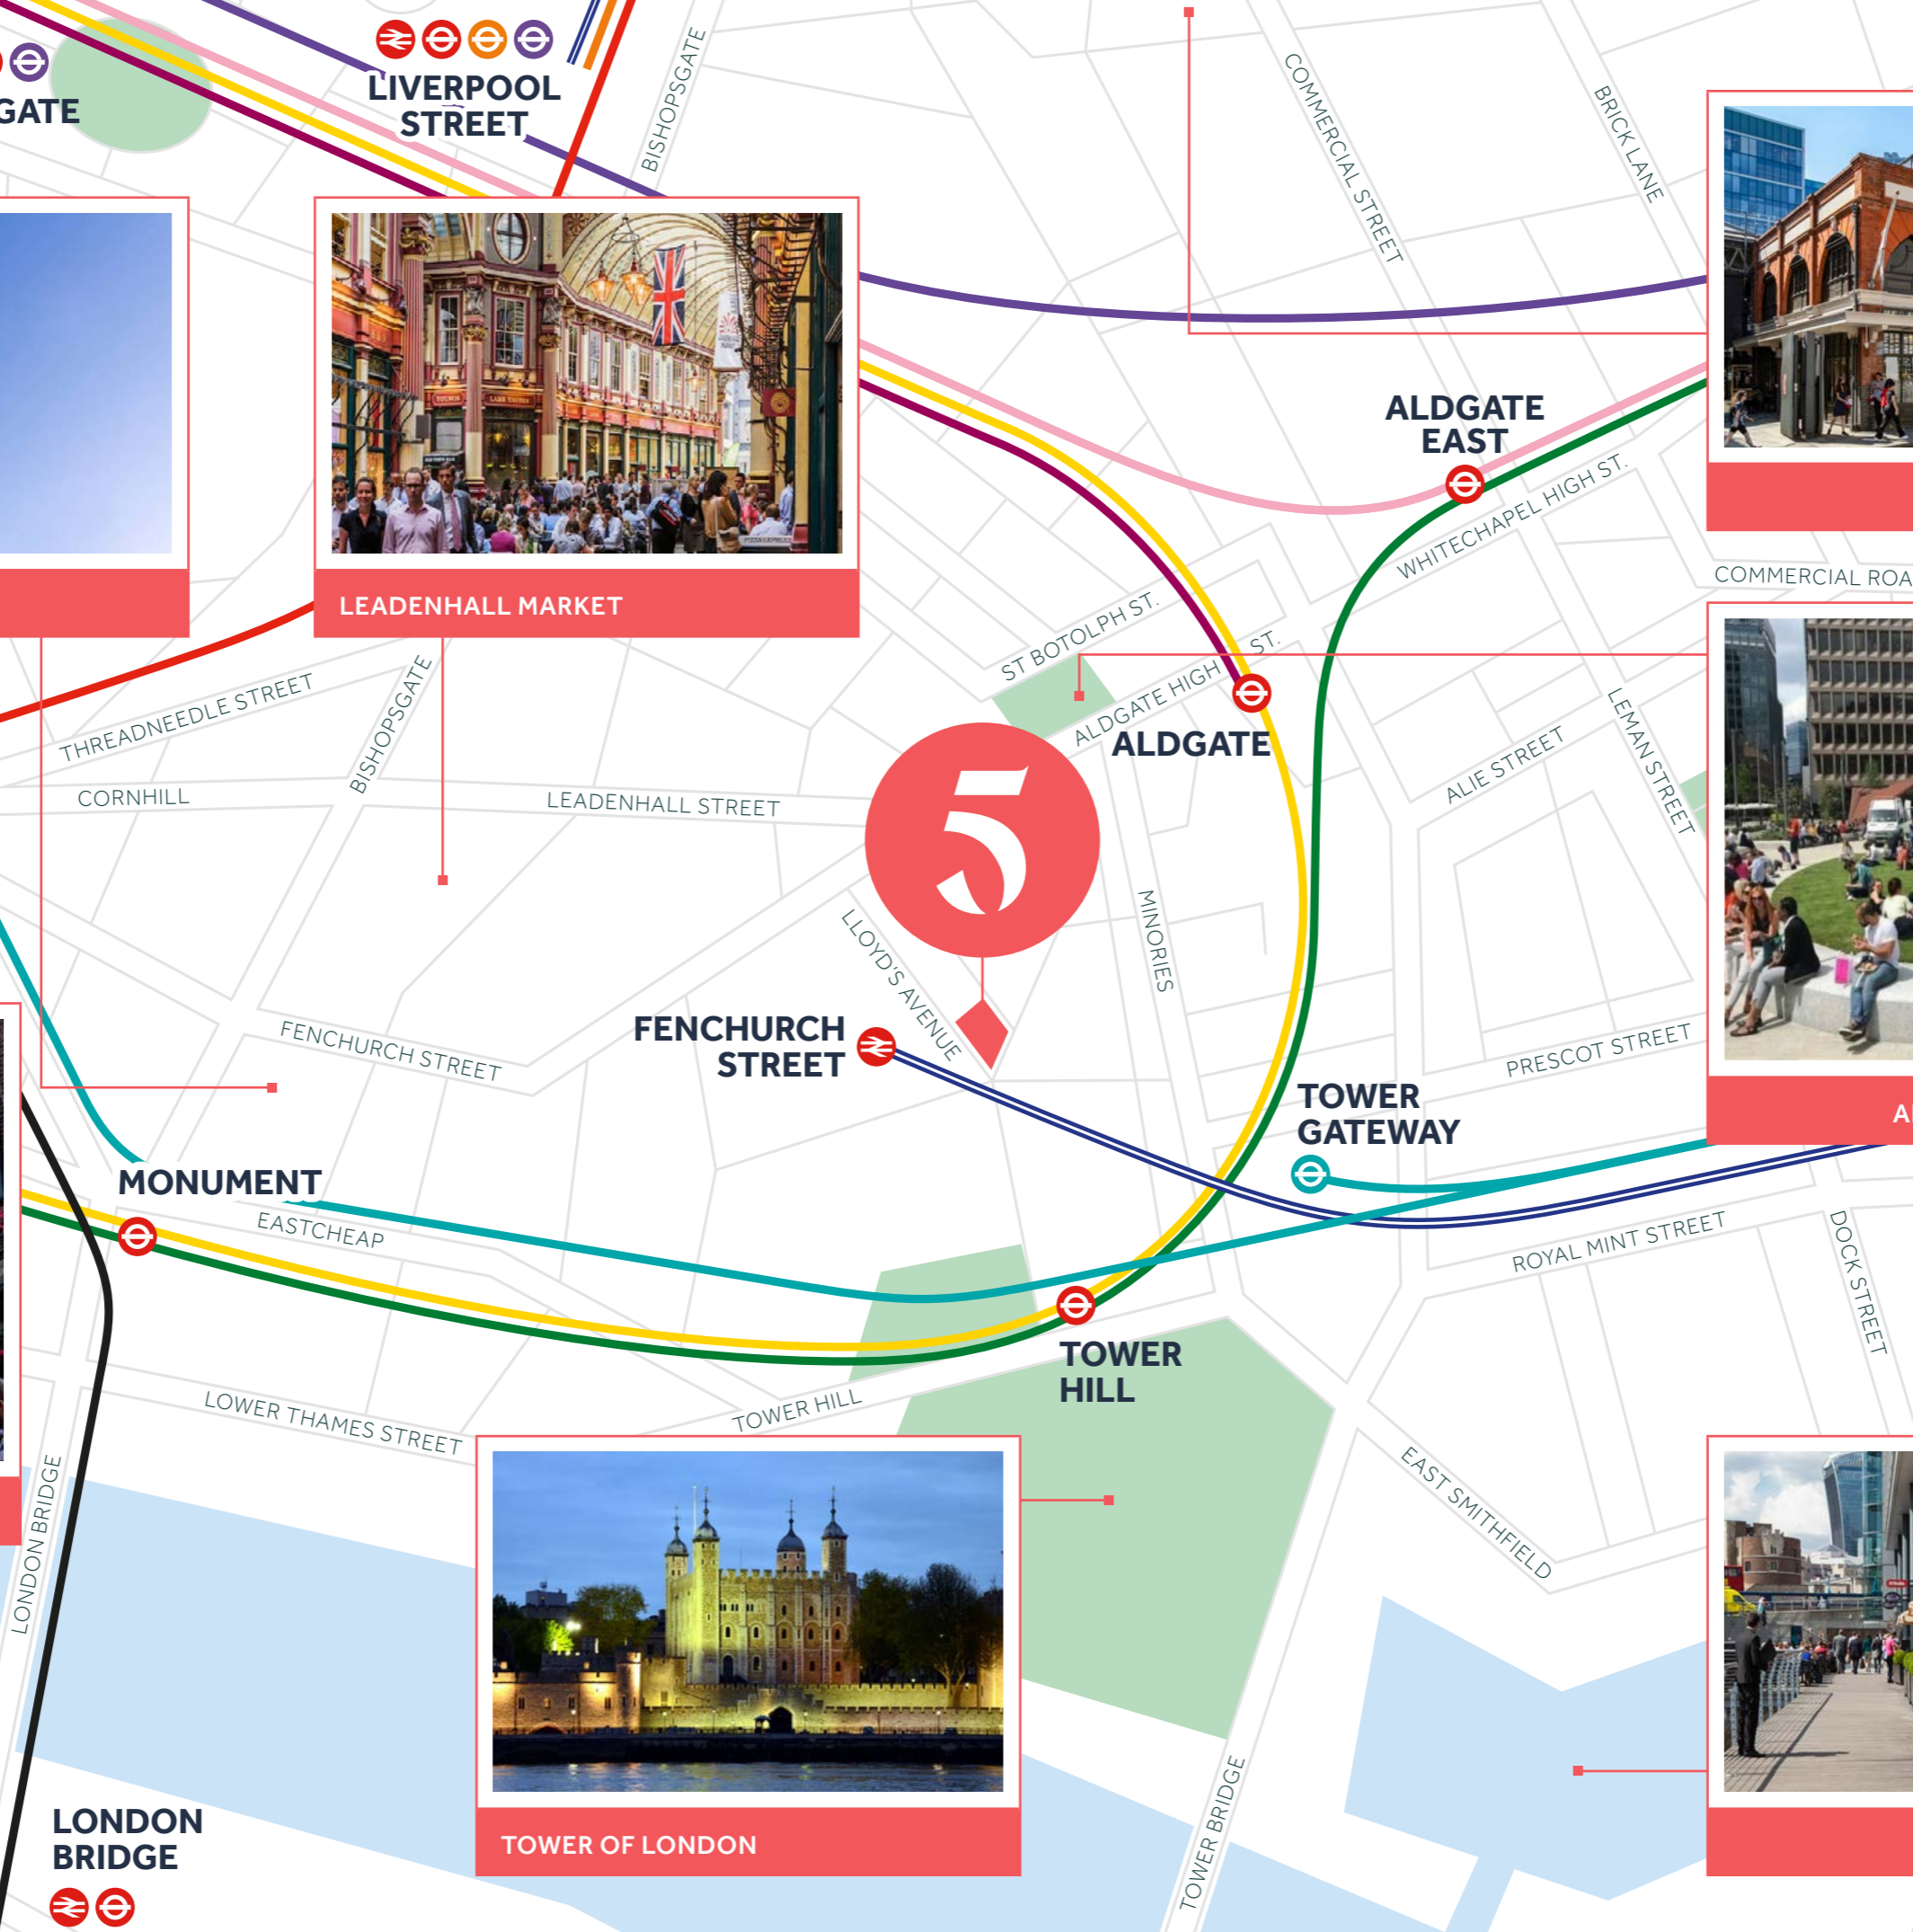 GATE
LIVERPOOL
STREET
BISHOPSGATE
COMMERCIAL STREET
BRICK LANE
LEADENHALL MARKET
ALDGATE
EAST
WHITECHAPEL HIGH ST.
COMMERCIAL ROA
ST BOTOLPH ST.
ALDGATE HIGH ST.
ALDGATE
THREADNEEDLE STREET
BISHOPSGATE
CORNHILL
LEADENHALL STREET
5
ALIE STREET
LEMAN STREET
LLOYD'S AVENUE
MINORIES
FENCHURCH
STREET
FENCHURCH STREET
PRESCOT STREET
TOWER
GATEWAY
A
MONUMENT
EASTCHEAP
ROYAL MINT STREET
DOCK STREET
TOWER
HILL
LOWER THAMES STREET
TOWER HILL
LONDON BRIDGE
EAST SMITHFIELD
TOWER OF LONDON
TOWER BRIDGE
LONDON
BRIDGE